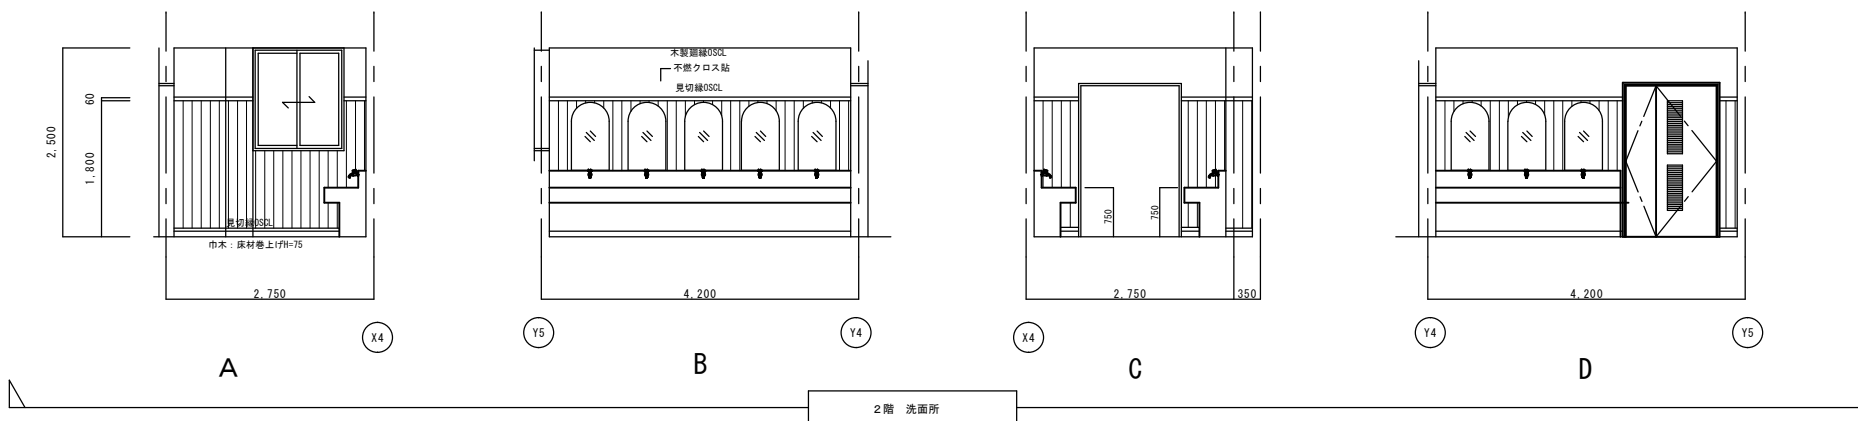 2,500
60
1,800
見切縁OSCL
巾木：床材巻上げH=75
2,750
X4
A
木製廻縁OSCL
不燃クロス貼
見切縁OSCL
4,200
Y5
Y4
B
750
750
2,750
350
X4
C
4,200
Y4
Y5
D
2階 洗面所